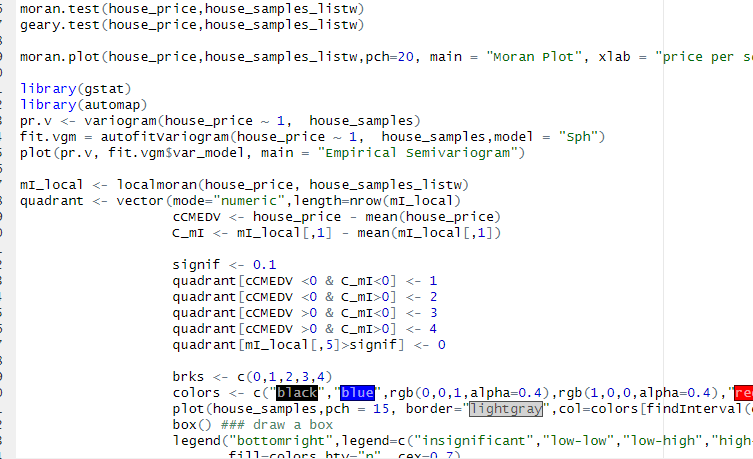 moran.test(house_price,house_samples_listw)
geary.test(house_price,house_samples_listw)
moran.plot(house_price,house_samples_listw,pch=20, main = "Moran Plot", xlab = "price per s
library(gstat)
library(automap)
pr.v <- variogram(house_price ~ 1,  house_samples)
fit.vgm = autofitVariogram(house_price ~ 1,  house_samples,model = "Sph")
plot(pr.v, fit.vgm$var_model, main = "Empirical Semivariogram")
mI_local <- localmoran(house_price, house_samples_listw)
quadrant <- vector(mode="numeric",length=nrow(mI_local)
cCMEDV <- house_price - mean(house_price)
C_mI <- mI_local[,1] - mean(mI_local[,1])
signif <- 0.1
quadrant[cCMEDV <0 & C_mI<0] <- 1
quadrant[cCMEDV <0 & C_mI>0] <- 2
quadrant[cCMEDV >0 & C_mI<0] <- 3
quadrant[cCMEDV >0 & C_mI>0] <- 4
quadrant[mI_local[,5]>signif] <- 0
brks <- c(0,1,2,3,4)
colors <- c("black","blue",rgb(0,0,1,alpha=0.4),rgb(1,0,0,alpha=0.4),"re
plot(house_samples,pch = 15, border="lightgray",col=colors[findInterval(
box() ### draw a box
legend("bottomright",legend=c("insignificant","low-low","low-high","high-
fill=colors,bty="n", cex=0.7)